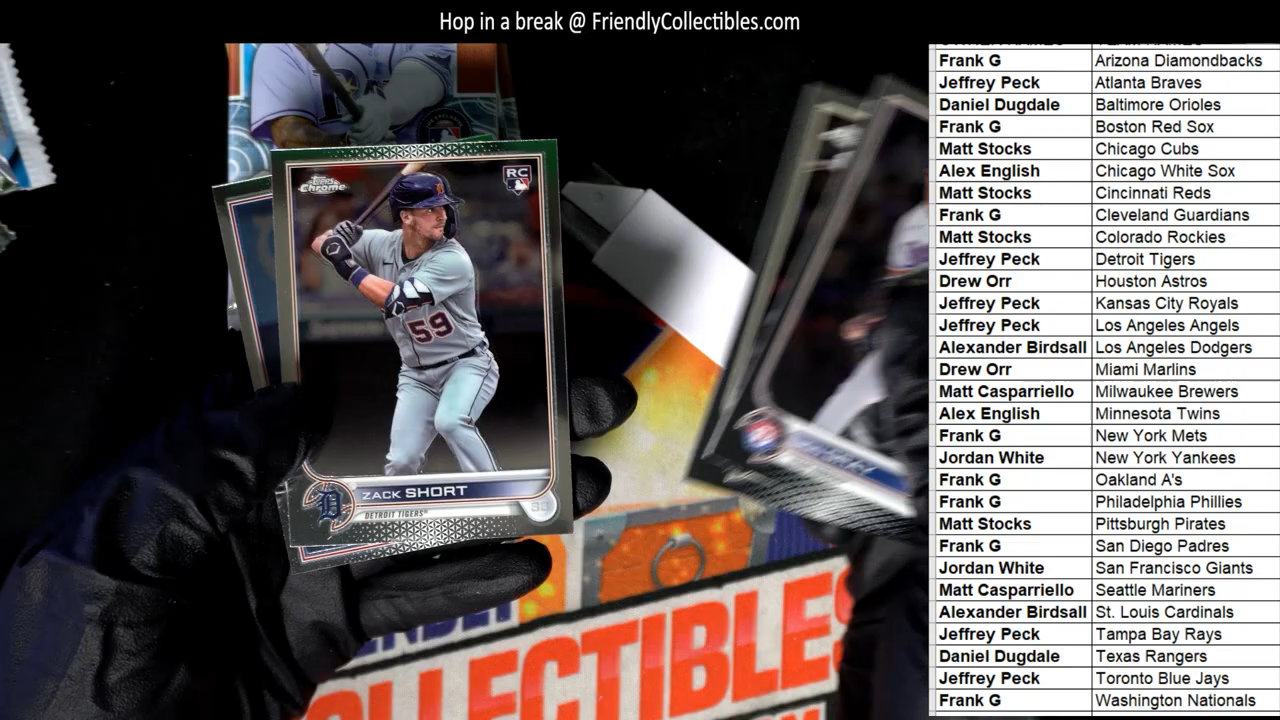 Hop in a break @ FriendlyCollectibles.com
Frank G Arizona Diamondbacks
Jeffrey Peck Atlanta Braves
Daniel Dugdale Baltimore Orioles
Frank G Boston Red Sox
Matt Stocks Chicago Cubs
Alex English Chicago White Sox
Matt Stocks Cincinnati Reds
Frank G Cleveland Guardians
Matt Stocks Colorado Rockies
Jeffrey Peck Detroit Tigers
Drew Orr Houston Astros
Jeffrey Peck Kansas City Royals
Jeffrey Peck Los Angeles Angels
Alexander Birdsall Los Angeles Dodgers
Drew Orr Miami Marlins
Matt Casparriello Milwaukee Brewers
Alex English Minnesota Twins
Frank G New York Mets
Jordan White New York Yankees
Frank G Oakland A's
Frank G Philadelphia Phillies
Matt Stocks Pittsburgh Pirates
Frank G San Diego Padres
Jordan White San Francisco Giants
Matt Casparriello Seattle Mariners
Alexander Birdsall St. Louis Cardinals
Jeffrey Peck Tampa Bay Rays
Daniel Dugdale Texas Rangers
Jeffrey Peck Toronto Blue Jays
Frank G Washington Nationals
Topps Chrome
RC
59
D
ZACK SHORT
DETROIT TIGERS
OLLECTIBLES